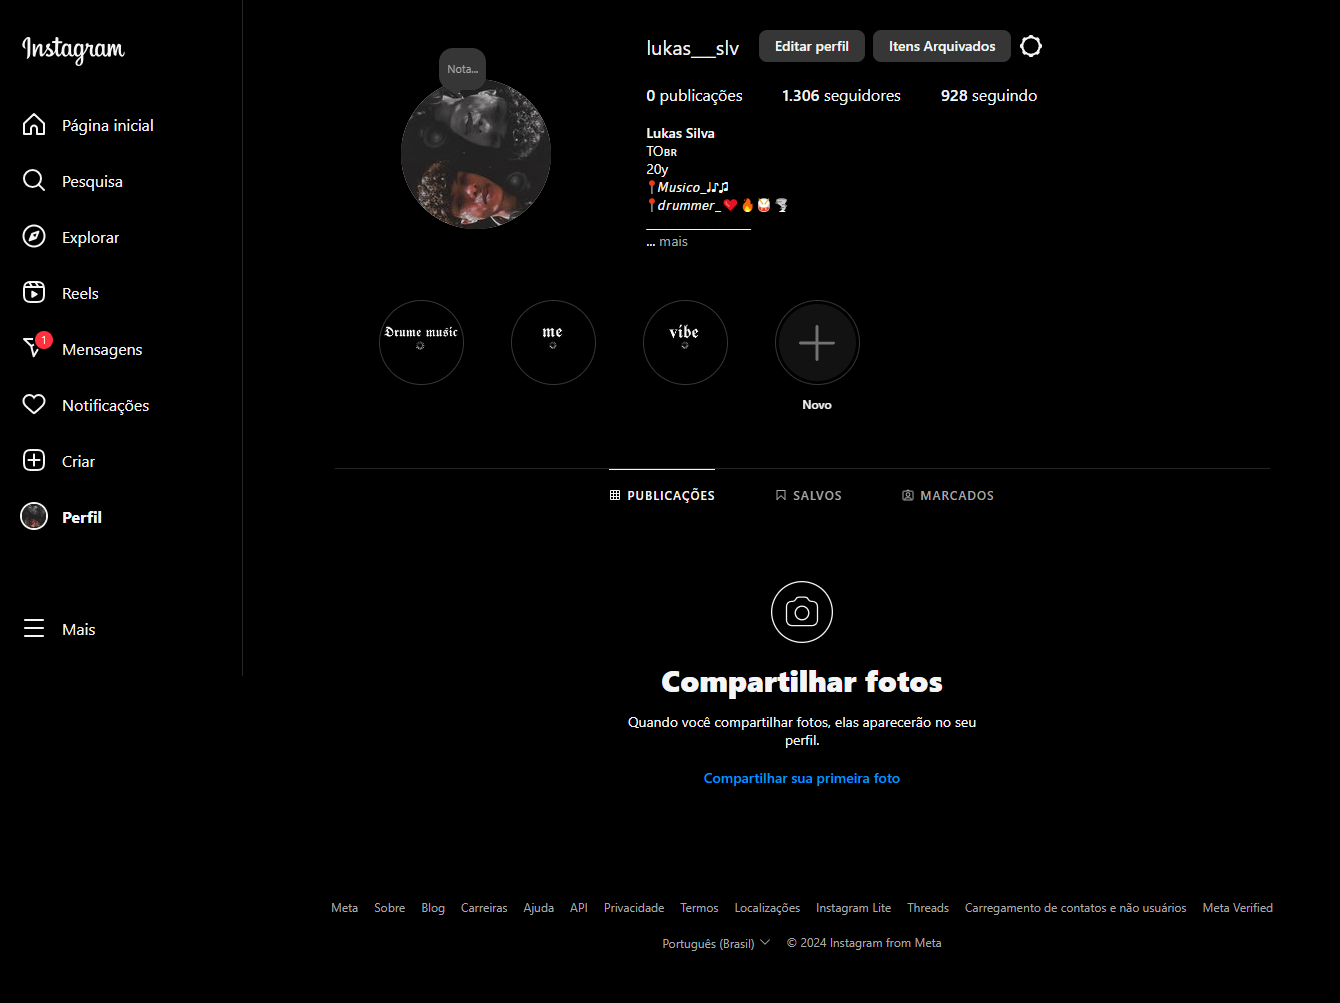 Instagram
Página inicial
Pesquisa
Explorar
Reels
1
Mensagens
Notificações
Criar
Perfil
Mais
Nota...
lukas___slv
Editar perfil
Itens Arquivados
0 publicações
1.306 seguidores
928 seguindo
Lukas Silva
TOʙʀ
20y
📍Musico_♩♪♫
📍drummer_❤️🔥🥁🌪️
_______________
... mais
Drume music
me
vibe
Novo
PUBLICAÇÕES
SALVOS
MARCADOS
Compartilhar fotos
Quando você compartilhar fotos, elas aparecerão no seu
perfil.
Compartilhar sua primeira foto
Meta Sobre Blog Carreiras Ajuda API Privacidade Termos Localizações Instagram Lite Threads Carregamento de contatos e não usuários Meta Verified
Português (Brasil) © 2024 Instagram from Meta